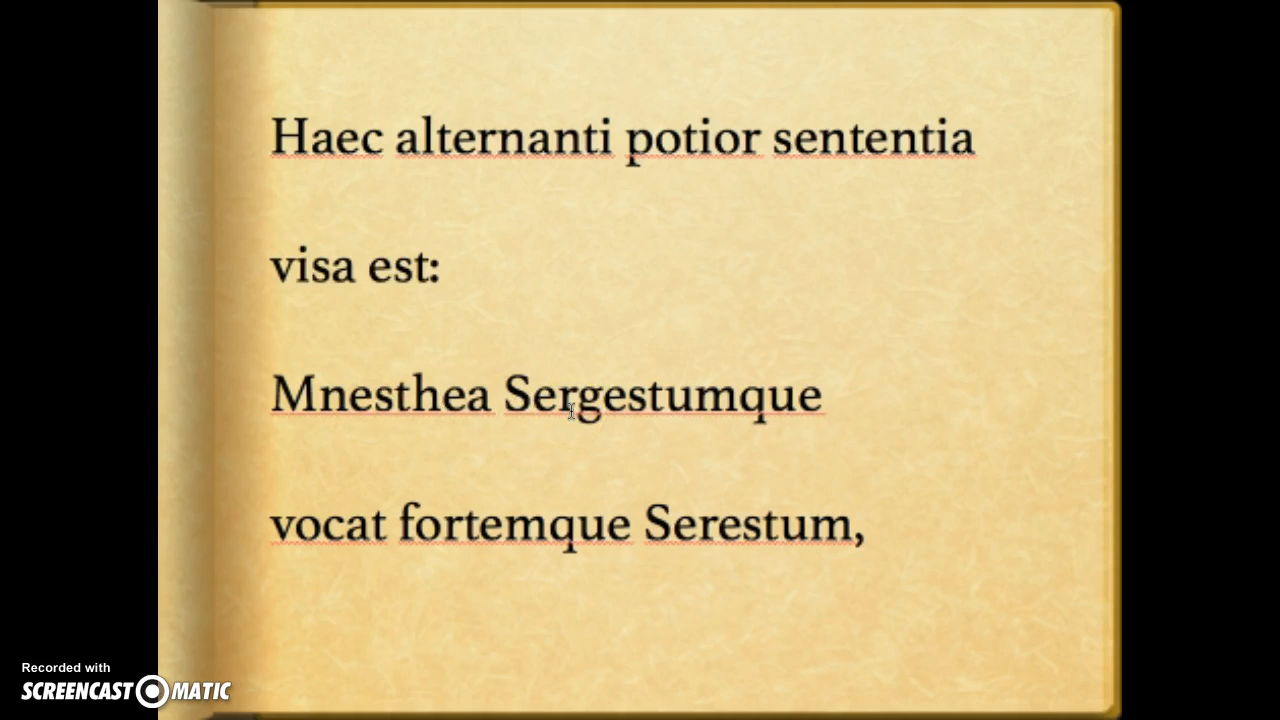 Haec alternanti potior sententia
visa est:
Mnesthea Sergestumque
vocat fortemque Serestum,
Recorded with
SCREENCAST MATIC